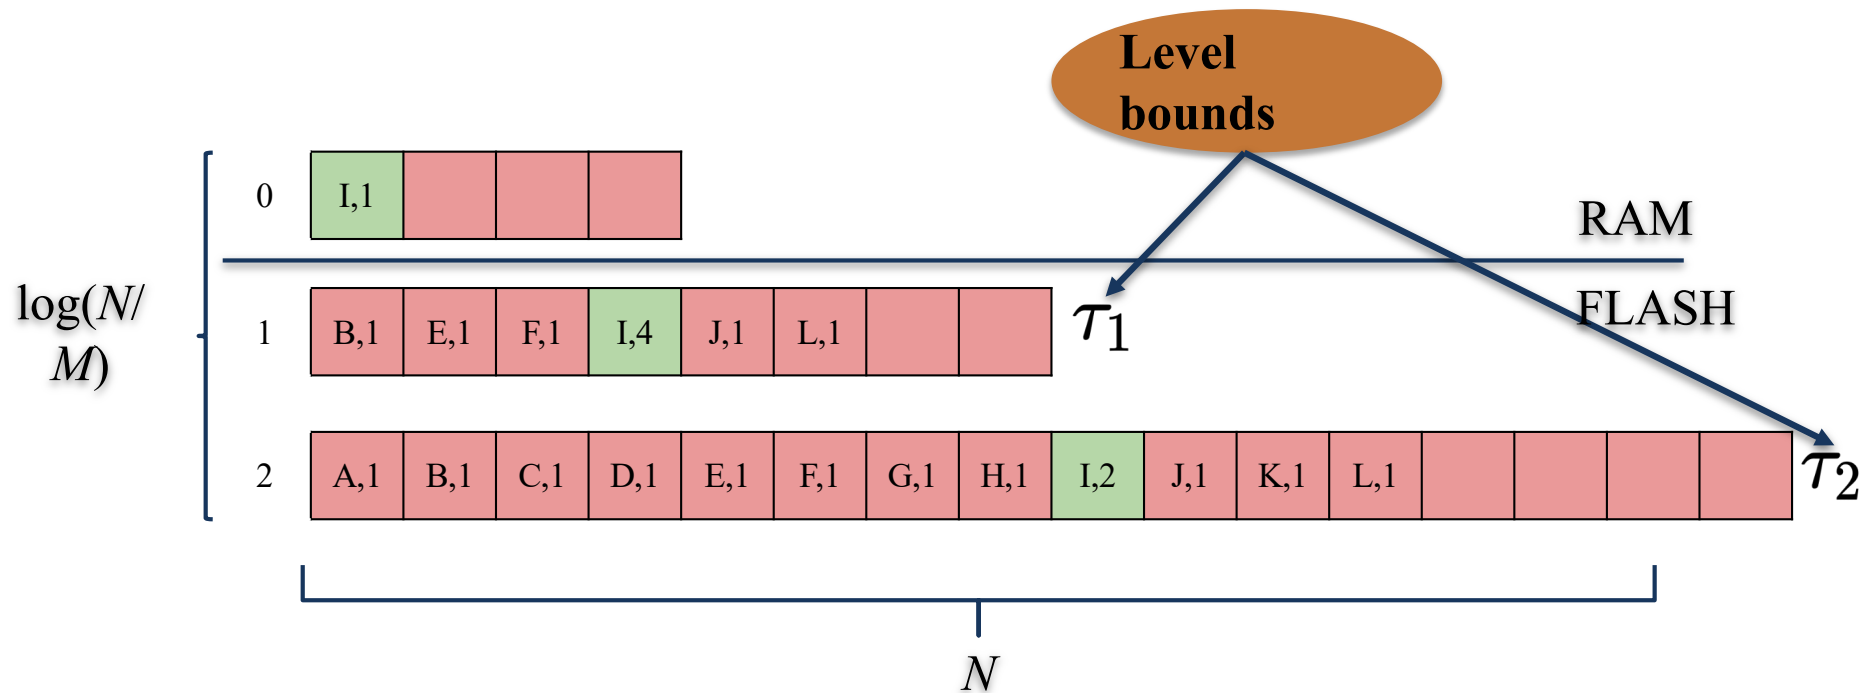 Level
bounds
0
I,1
RAM
log(N/
M)
FLASH
1
B,1 E,1 F,1 I,4 J,1 L,1
τ1
2
A,1 B,1 C,1 D,1 E,1 F,1 G,1 H,1 I,2 J,1 K,1 L,1
τ2
N